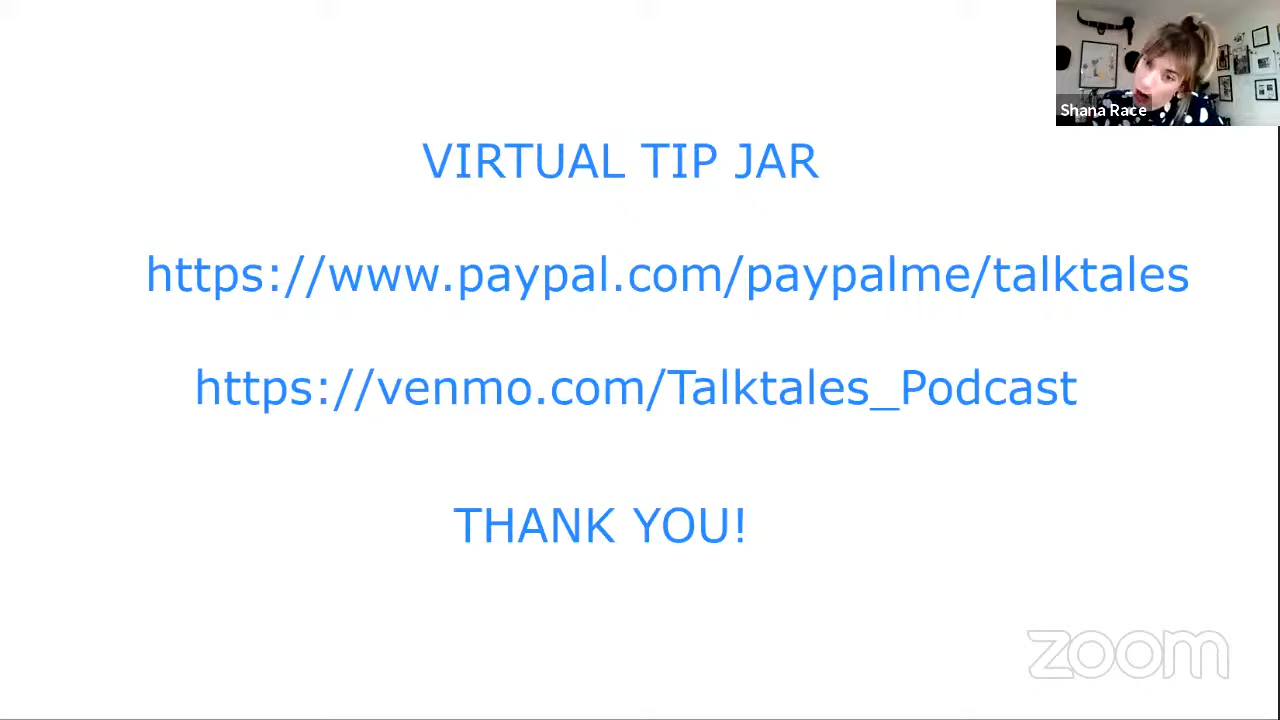 Shana Race
VIRTUAL TIP JAR
https://www.paypal.com/paypalme/talktales
https://venmo.com/Talktales_Podcast
THANK YOU!
zoom